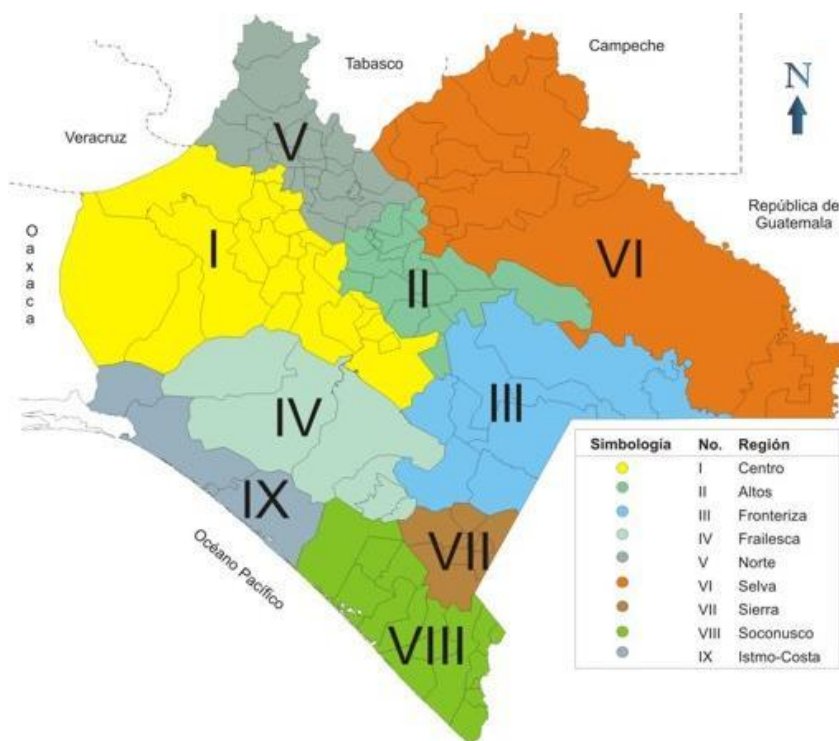 Campeche
Tabasco
N
Veracruz
V
República de
Guatemala
Oaxaca
I
VI
II
III
IV
IX
VII
VIII
Océano Pacífico
Simbología No. Región
I Centro
II Altos
III Fronteriza
IV Frailesca
V Norte
VI Selva
VII Sierra
VIII Soconusco
IX Istmo-Costa